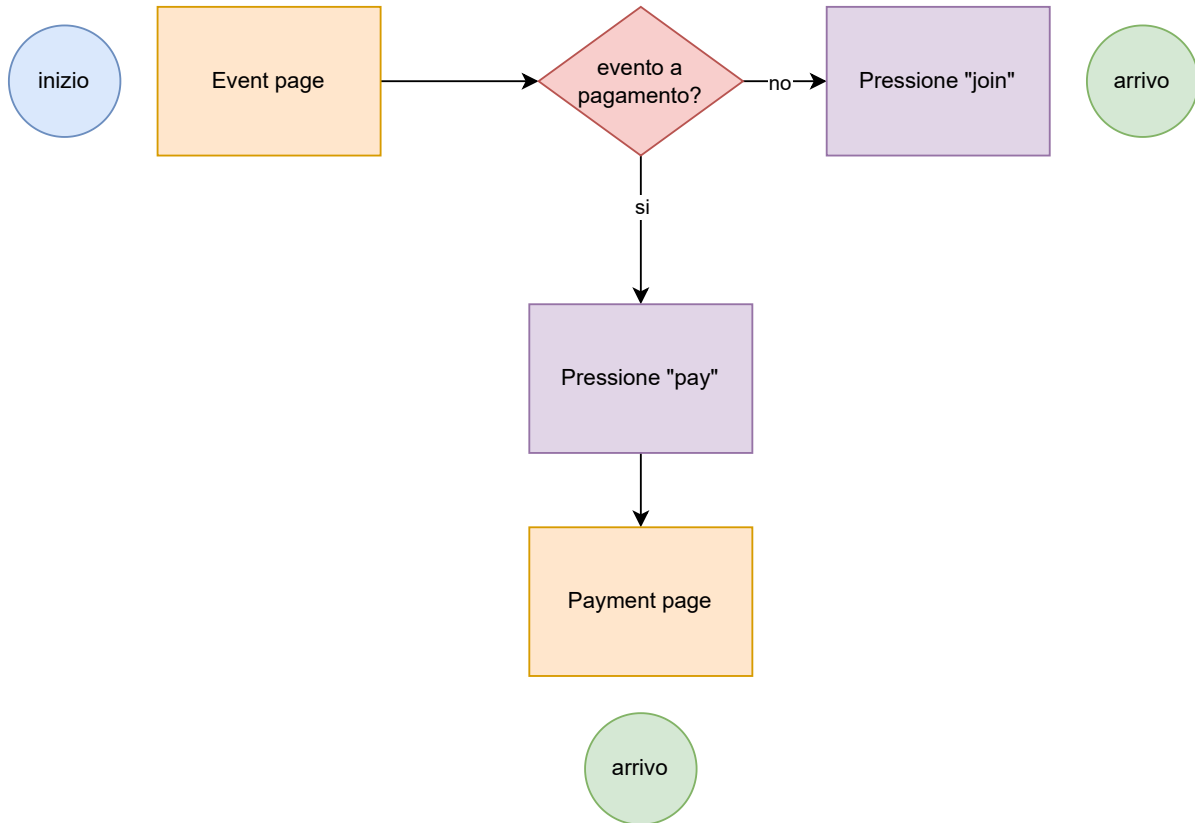 inizio
Event page
evento a
pagamento?
no
Pressione "join"
arrivo
si
Pressione "pay"
Payment page
arrivo